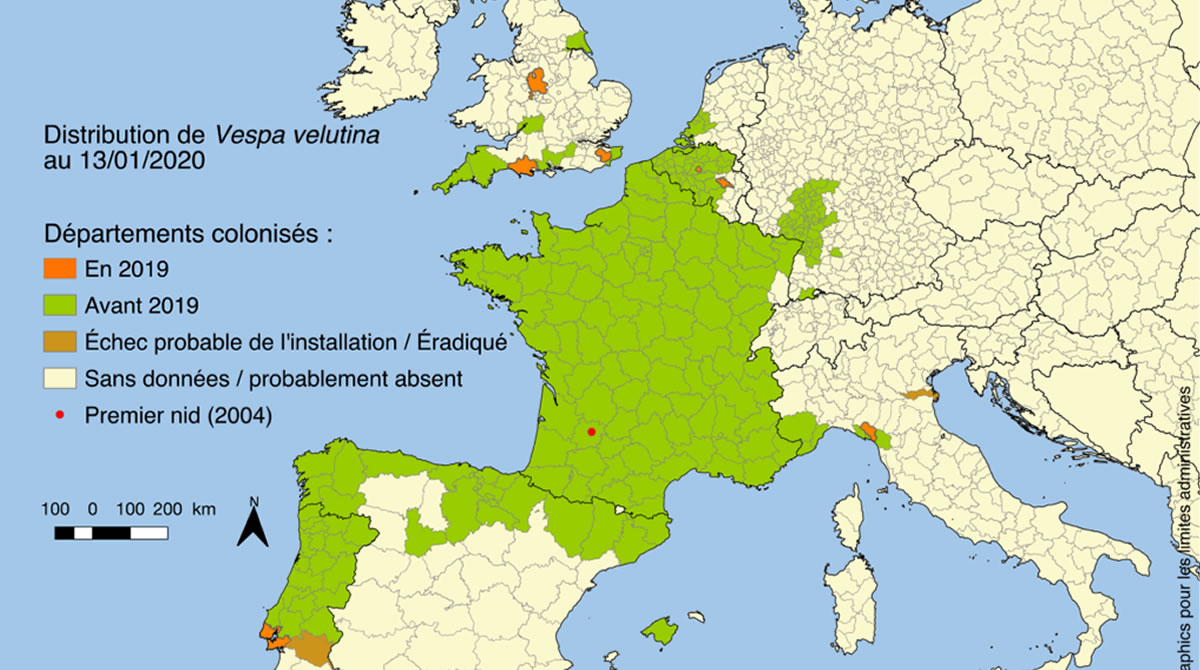 Distribution de Vespa velutina
au 13/01/2020
Départements colonisés :
En 2019
Avant 2019
Échec probable de l'installation / Éradiqué
Sans données / probablement absent
Premier nid (2004)
100 0 100 200 km
N
aphics pour les limites administratives